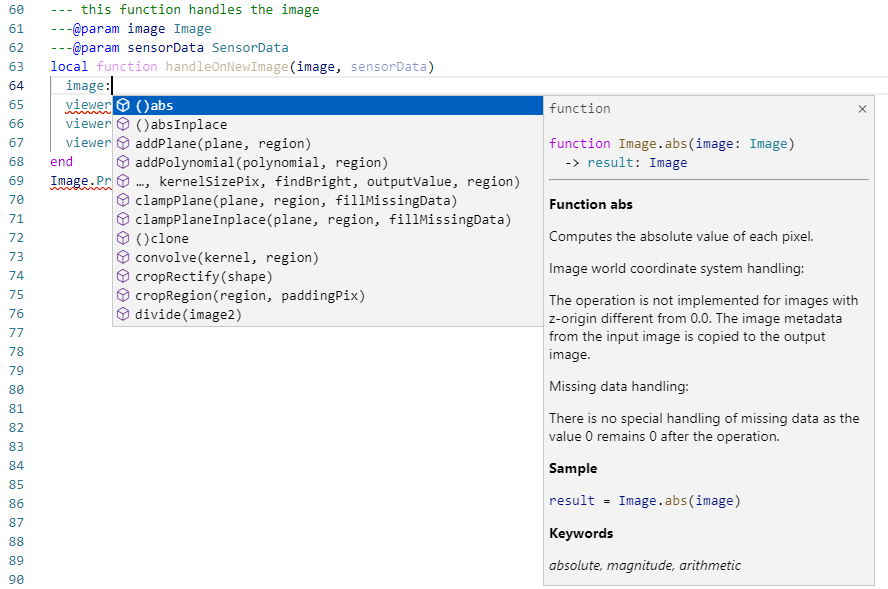 60 --- this function handles the image
61 ---@param image Image
62 ---@param sensorData SensorData
63 local function handleOnNewImage(image, sensorData)
64 image:
65 viewer
66 viewer
67 viewer
68 end
69 Image.Pr
70
71
72
73
74
75
76
77
78
79
80
81
82
83
84
85
86
87
88
89
90
()abs
()absInplace
addPlane(plane, region)
addPolynomial(polynomial, region)
…, kernelSizePix, findBright, outputValue, region)
clampPlane(plane, region, fillMissingData)
clampPlaneInplace(plane, region, fillMissingData)
()clone
convolve(kernel, region)
cropRectify(shape)
cropRegion(region, paddingPix)
divide(image2)
function ×
function Image.abs(image: Image)
-> result: Image
Function abs
Computes the absolute value of each pixel.
Image world coordinate system handling:
The operation is not implemented for images with
z-origin different from 0.0. The image metadata
from the input image is copied to the output
image.
Missing data handling:
There is no special handling of missing data as the
value 0 remains 0 after the operation.
Sample
result = Image.abs(image)
Keywords
absolute, magnitude, arithmetic